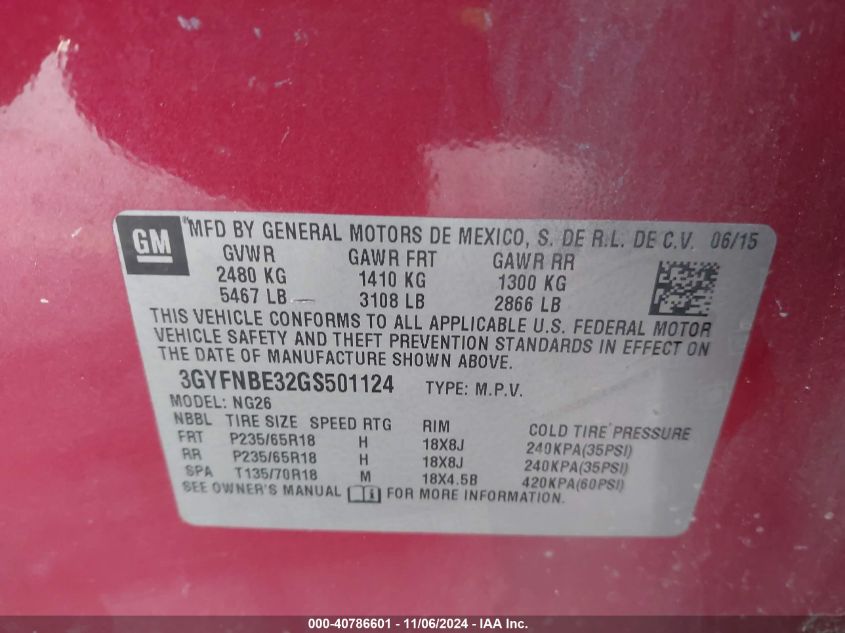 GM
MFD BY GENERAL MOTORS DE MEXICO, S. DE R.L. DE C.V. 06/15
GVWR GAWR FRT GAWR RR
2480 KG 1410 KG 1300 KG
5467 LB 3108 LB 2866 LB
THIS VEHICLE CONFORMS TO ALL APPLICABLE U.S. FEDERAL MOTOR
VEHICLE SAFETY AND THEFT PREVENTION STANDARDS IN EFFECT ON
THE DATE OF MANUFACTURE SHOWN ABOVE.
3GYFNBE32GS501124 TYPE: M.P.V.
MODEL: NG26
NBBL TIRE SIZE SPEED RTG RIM COLD TIRE PRESSURE
FRT P235/65R18 H 18X8J 240KPA(35PSI)
RR P235/65R18 H 18X8J 240KPA(35PSI)
SPA T135/70R18 M 18X4.5B 420KPA(60PSI)
SEE OWNER'S MANUAL FOR MORE INFORMATION.
000-40786601 - 11/06/2024 - IAA Inc.